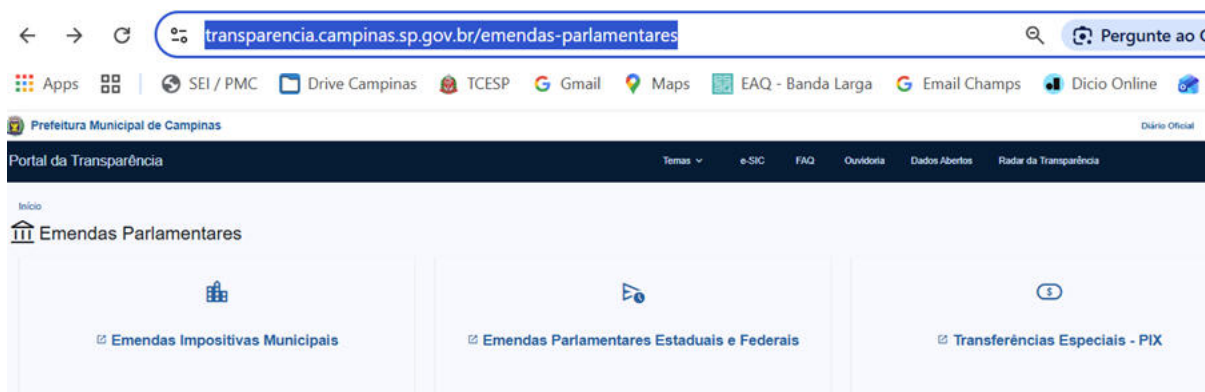 transparencia.campinas.sp.gov.br/emendas-parlamentares Pergunte ao
Apps SEI / PMC Drive Campinas TCESP Gmail Maps EAQ - Banda Larga Email Champs Dicio Online
Prefeitura Municipal de Campinas Diário Oficial
Portal da Transparência Temas e-SIC FAQ Ouvidoria Dados Abertos Radar da Transparência
Início
Emendas Parlamentares
Emendas Impositivas Municipais Emendas Parlamentares Estaduais e Federais Transferências Especiais - PIX